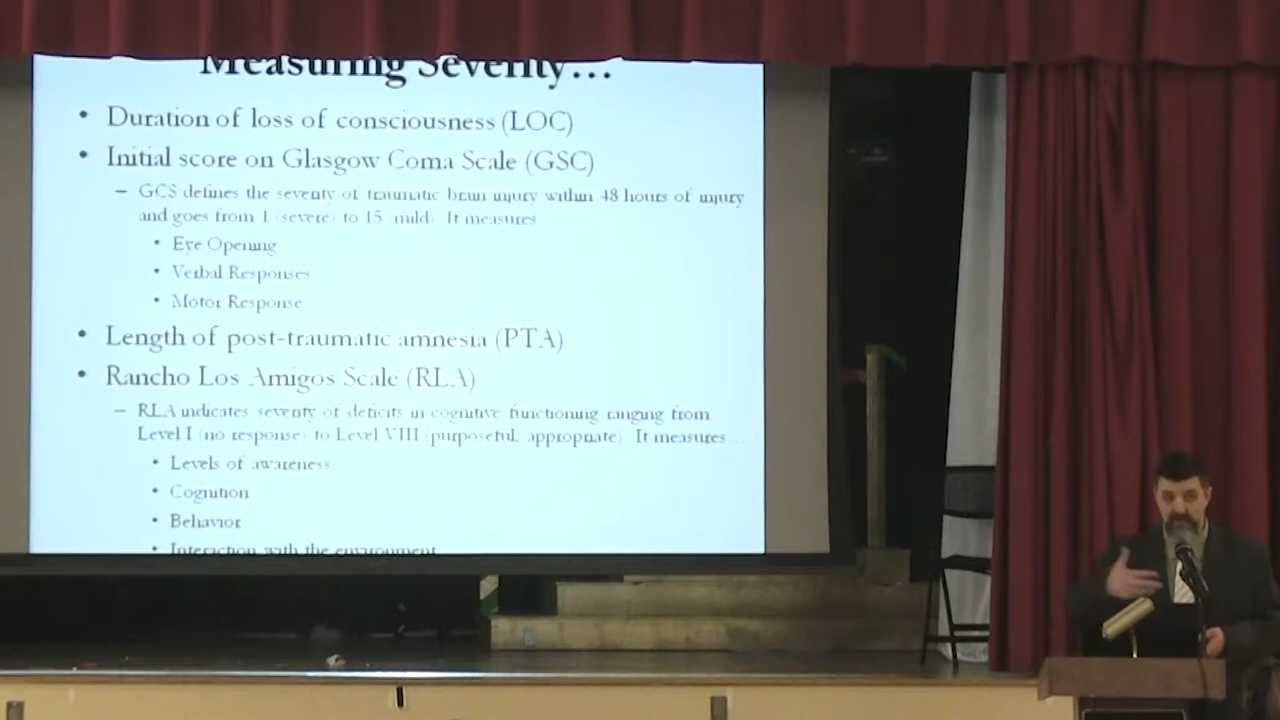 Measuring Severity...
• Duration of loss of consciousness (LOC)
• Initial score on Glasgow Coma Scale (GSC)
– GCS defines the severity of traumatic brain injury within 48 hours of injury
and goes from 1 (severe) to 15 (mild). It measures
• Eye Opening
• Verbal Responses
• Motor Response
• Length of post-traumatic amnesia (PTA)
• Rancho Los Amigos Scale (RLA)
– RLA indicates severity of deficits in cognitive functioning ranging from
Level I (no response) to Level VIII (purposeful, appropriate). It measures...
• Levels of awareness
• Cognition
• Behavior
• Interaction with the environment